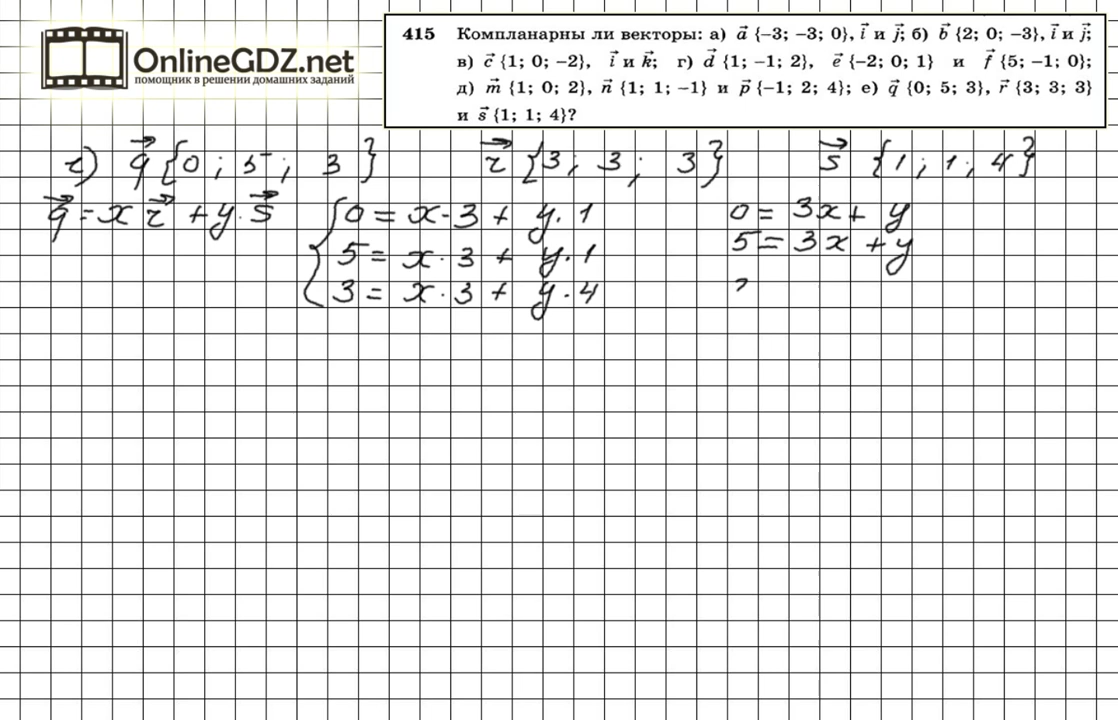 OnlineGDZ.net
помощник в решении домашних заданий
415 Компланарны ли векторы: а) a⃗ {–3; –3; 0}, i⃗ и j⃗; б) b⃗ {2; 0; –3}, i⃗ и j⃗;
в) c⃗ {1; 0; –2}, i⃗ и k⃗; г) d⃗ {1; –1; 2}, e⃗ {–2; 0; 1} и f⃗ {5; –1; 0};
д) m⃗ {1; 0; 2}, n⃗ {1; 1; –1} и p⃗ {–1; 2; 4}; е) q⃗ {0; 5; 3}, r⃗ {3; 3; 3}
и s⃗ {1; 1; 4}?
е) q⃗ {0; 5; 3} r⃗ {3; 3; 3} s⃗ {1; 1; 4}
q⃗ = x r⃗ + y · s⃗
0 = x · 3 + y · 1
5 = x · 3 + y · 1
3 = x · 3 + y · 4
0 = 3x + y
5 = 3x + y